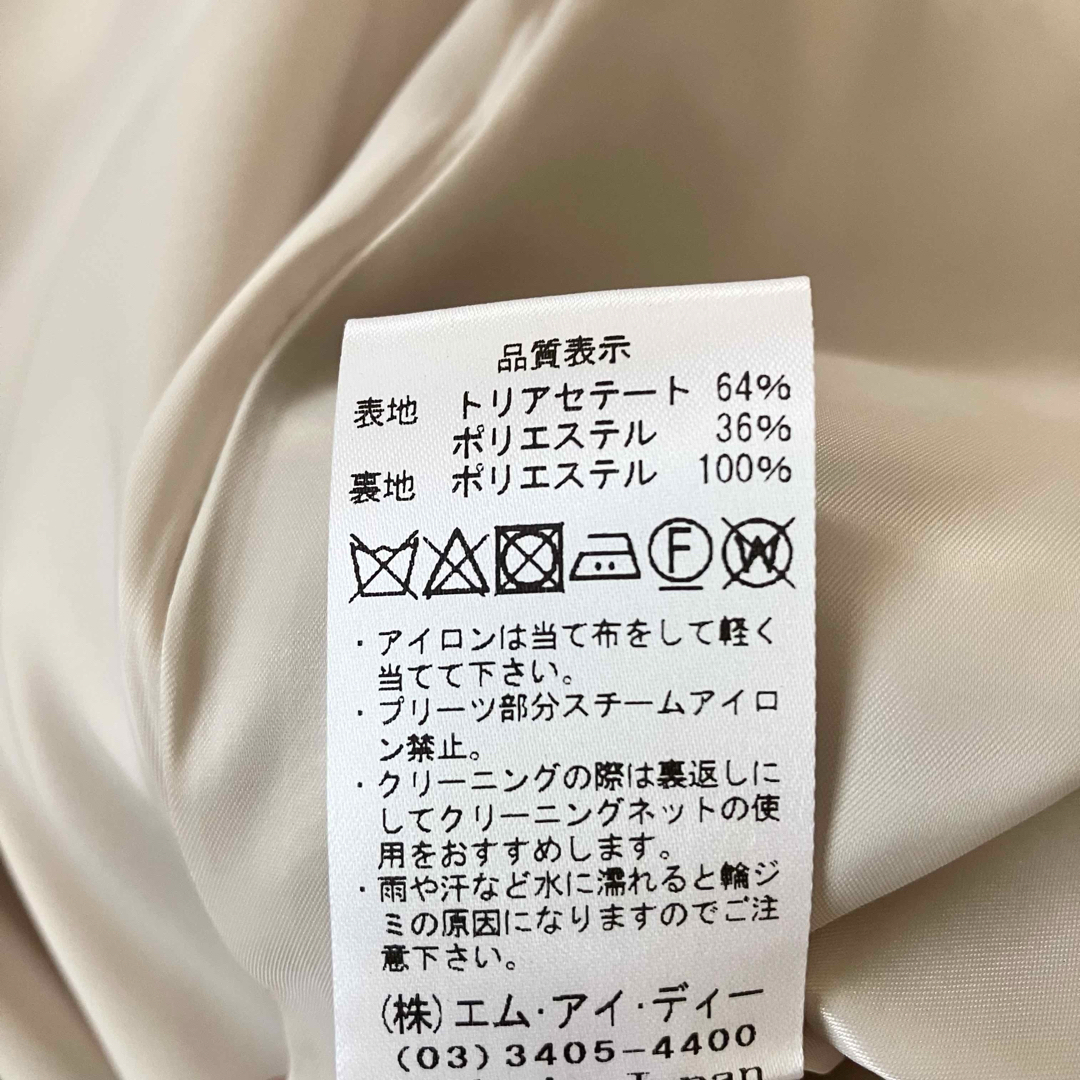 品質表示
表地 トリアセテート 64%
ポリエステル 36%
裏地 ポリエステル 100%
F W
・アイロンは当て布をして軽く
当てて下さい。
・プリーツ部分スチームアイロ
ン禁止。
・クリーニングの際は裏返しに
してクリーニングネットの使
用をおすすめします。
・雨や汗など水に濡れると輪ジ
ミの原因になりますのでご注
意下さい。
(株)エム・アイ・ディー
(03)3405-4400
Japan